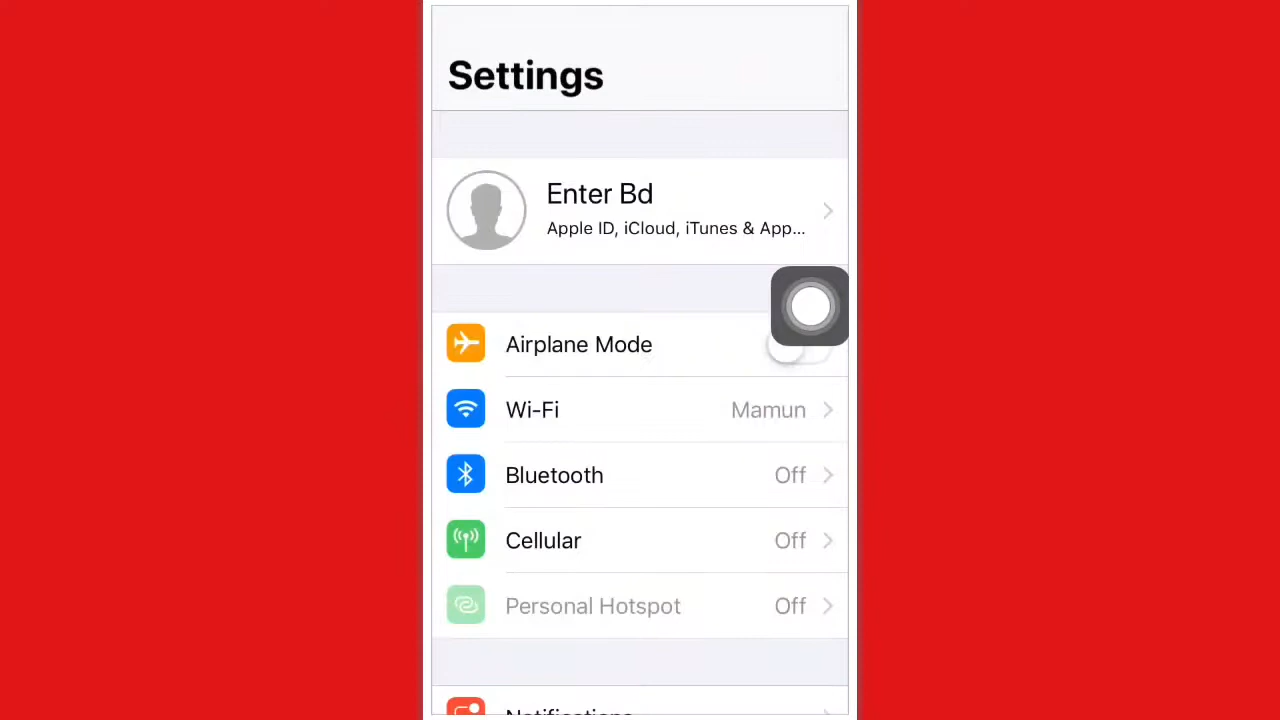 Settings
Enter Bd
Apple ID, iCloud, iTunes & App...
Airplane Mode
Wi-Fi Mamun
Bluetooth Off
Cellular Off
Personal Hotspot Off
Notifications